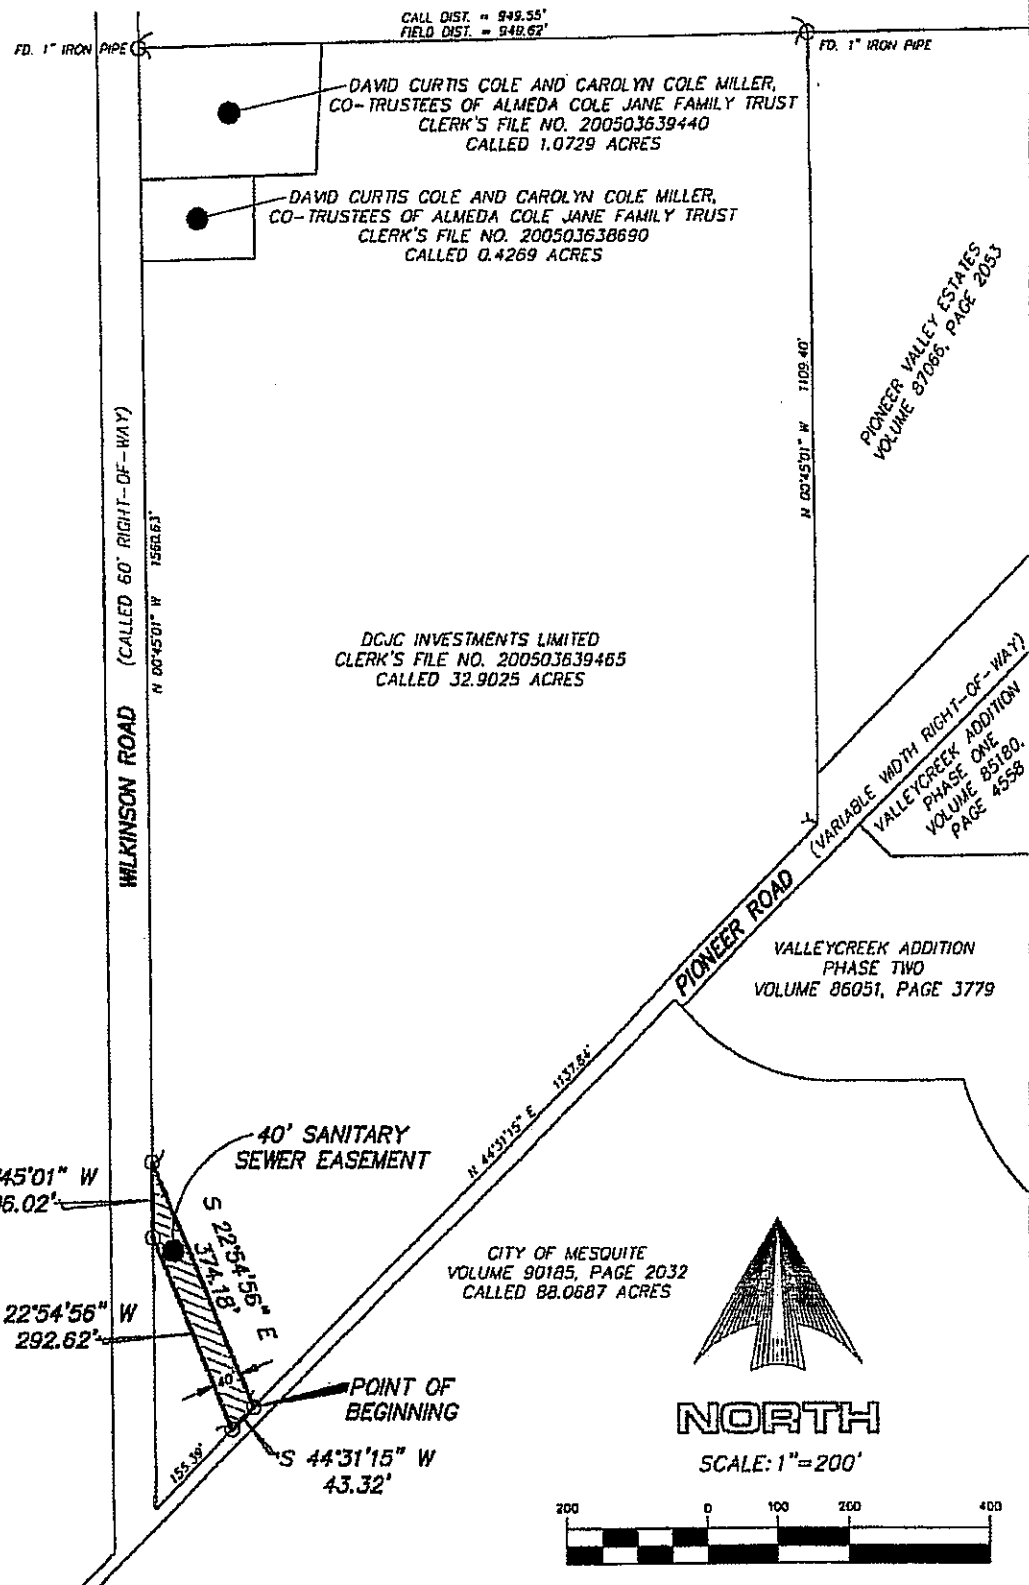 CALL DIST. = 949.55'
FIELD DIST. = 949.62'
FD. 1" IRON PIPE
FD. 1" IRON PIPE
DAVID CURTIS COLE AND CAROLYN COLE MILLER,
CO-TRUSTEES OF ALMEDA COLE JANE FAMILY TRUST
CLERK'S FILE NO. 200503639440
CALLED 1.0729 ACRES
DAVID CURTIS COLE AND CAROLYN COLE MILLER,
CO-TRUSTEES OF ALMEDA COLE JANE FAMILY TRUST
CLERK'S FILE NO. 200503638690
CALLED 0.4269 ACRES
PIONEER VALLEY ESTATES
VOLUME 87066, PAGE 2053
N 00°45'01" W 1109.40'
WILKINSON ROAD (CALLED 60' RIGHT-OF-WAY)
N 00°45'01" W 1560.63'
DCJC INVESTMENTS LIMITED
CLERK'S FILE NO. 200503639465
CALLED 32.9025 ACRES
PIONEER ROAD (VARIABLE WIDTH RIGHT-OF-WAY)
VALLEYCREEK ADDITION
PHASE ONE
VOLUME 85180,
PAGE 4558
VALLEYCREEK ADDITION
PHASE TWO
VOLUME 86051, PAGE 3779
N 44°31'15" E 1137.84'
40' SANITARY
SEWER EASEMENT
45'01" W
6.02'
S 22°54'56" E
374.18'
22°54'56" W
292.62'
40'
POINT OF
BEGINNING
S 44°31'15" W
43.32'
155.39'
CITY OF MESQUITE
VOLUME 90185, PAGE 2032
CALLED 88.0687 ACRES
NORTH
SCALE: 1"=200'
200 0 100 200 400